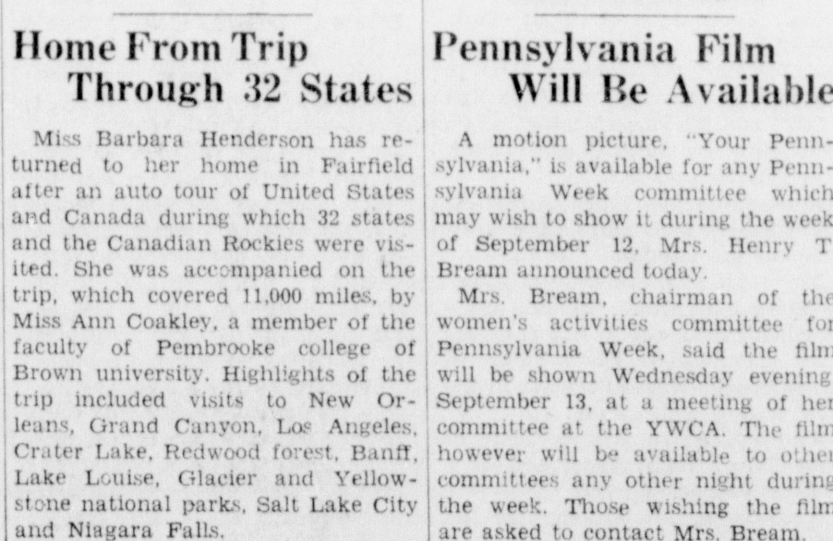 Home From Trip
Through 32 States
Miss Barbara Henderson has re-
turned to her home in Fairfield
after an auto tour of United States
and Canada during which 32 states
and the Canadian Rockies were vis-
ited. She was accompanied on the
trip, which covered 11,000 miles, by
Miss Ann Coakley, a member of the
faculty of Pembrooke college of
Brown university. Highlights of the
trip included visits to New Or-
leans, Grand Canyon, Los Angeles,
Crater Lake, Redwood forest, Banff,
Lake Louise, Glacier and Yellow-
stone national parks, Salt Lake City
and Niagara Falls.
Pennsylvania Film
Will Be Available
A motion picture, "Your Penn-
sylvania," is available for any Penn-
sylvania Week committee which
may wish to show it during the week
of September 12, Mrs. Henry T
Bream announced today.
Mrs. Bream, chairman of the
women's activities committee for
Pennsylvania Week, said the film
will be shown Wednesday evening
September 13, at a meeting of her
committee at the YWCA. The film
however will be available to other
committees any other night during
the week. Those wishing the film
are asked to contact Mrs. Bream.